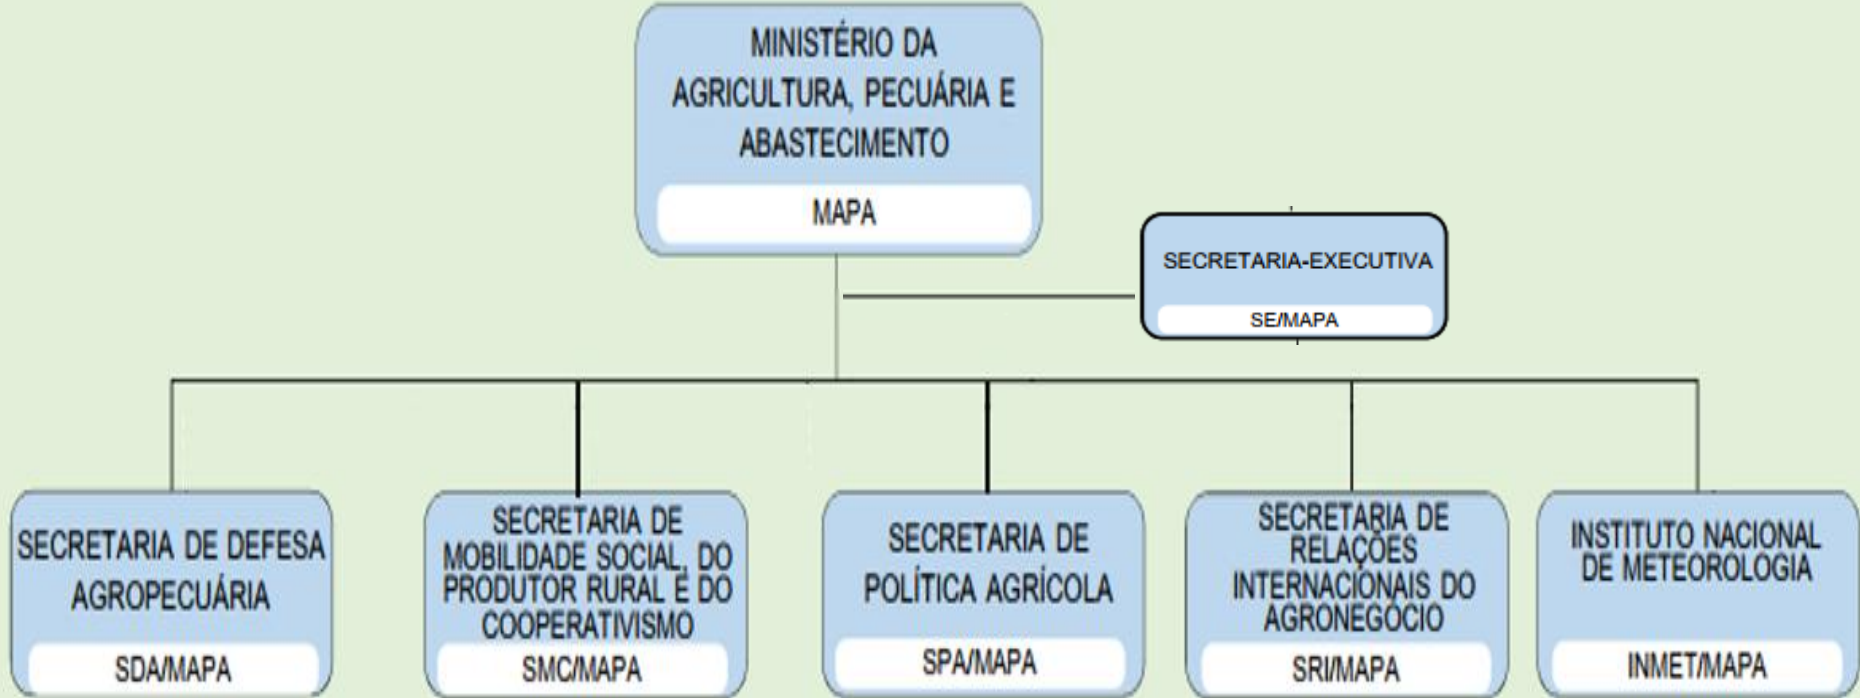 MINISTÉRIO DA
AGRICULTURA, PECUÁRIA E
ABASTECIMENTO
MAPA
SECRETARIA-EXECUTIVA
SE/MAPA
SECRETARIA DE DEFESA
AGROPECUÁRIA
SDA/MAPA
SECRETARIA DE
MOBILIDADE SOCIAL, DO
PRODUTOR RURAL E DO
COOPERATIVISMO
SMC/MAPA
SECRETARIA DE
POLÍTICA AGRÍCOLA
SPA/MAPA
SECRETARIA DE
RELAÇÕES
INTERNACIONAIS DO
AGRONEGÓCIO
SRI/MAPA
INSTITUTO NACIONAL
DE METEOROLOGIA
INMET/MAPA